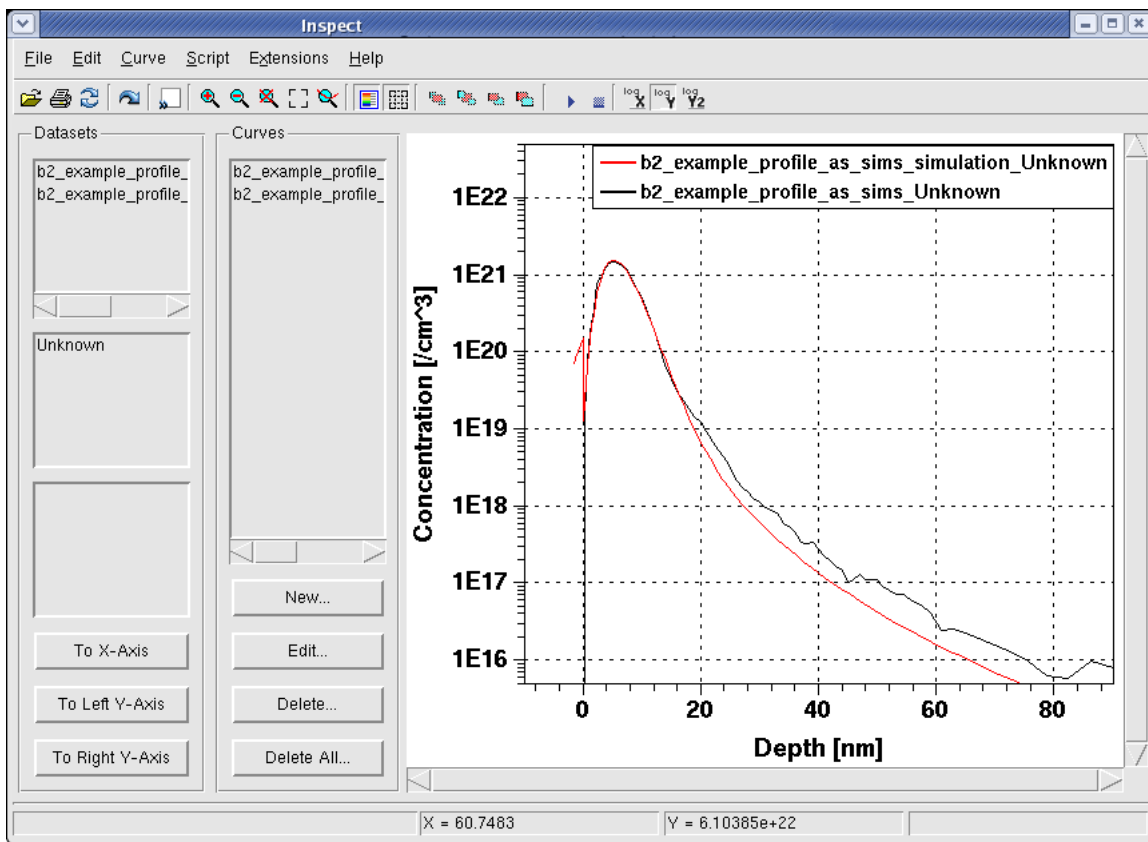 Inspect
File Edit Curve Script Extensions Help
log X log Y log Y2
Datasets
b2_example_profile_
b2_example_profile_
Unknown
To X-Axis
To Left Y-Axis
To Right Y-Axis
Curves
b2_example_profile_
b2_example_profile_
New...
Edit...
Delete...
Delete All...
b2_example_profile_as_sims_simulation_Unknown
b2_example_profile_as_sims_Unknown
Concentration [/cm^3]
1E22
1E21
1E20
1E19
1E18
1E17
1E16
0 20 40 60 80
Depth [nm]
X = 60.7483 Y = 6.10385e+22